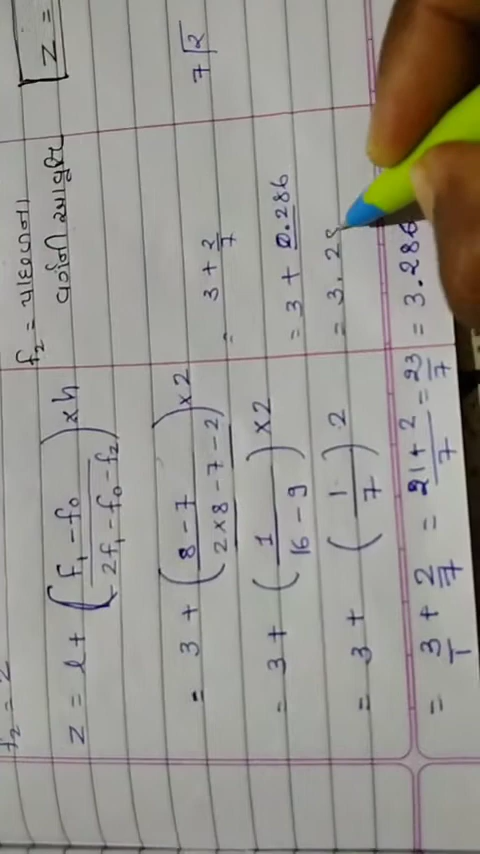 f₂ = 2
f₂ = પાછળના
વર્ગની આવૃત્તિ
Z =
Z = l + ( f₁ - f₀ / 2f₁ - f₀ - f₂ ) × h
= 3 + ( 8 - 7 / 2 × 8 - 7 - 2 ) × 2
= 3 + 2/7
7√2
= 3 + ( 1 / 16 - 9 ) × 2
= 3 + 0.286
= 3 + ( 1 / 7 ) 2
= 3.28
= 3/1 + 2/7 = 21 + 2 / 7 = 23/7 = 3.286